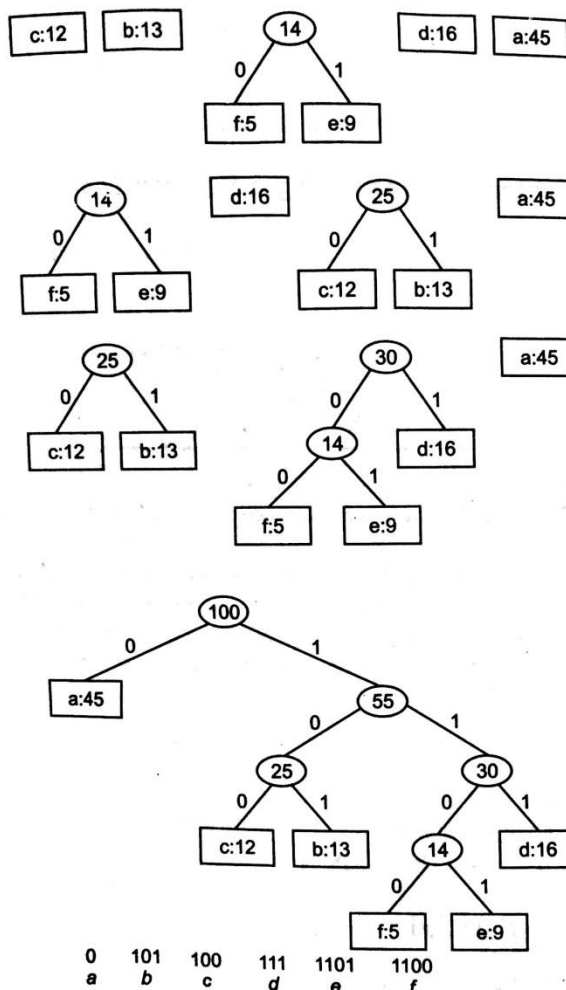 c:12 b:13 14 d:16 a:45
0 1
f:5 e:9
14 d:16 25 a:45
0 1 0 1
f:5 e:9 c:12 b:13
25 30 a:45
0 1 0 1
c:12 b:13 14 d:16
0 1
f:5 e:9
100
0 1
a:45 55
0 1
25 30
0 1 0 1
c:12 b:13 14 d:16
0 1
f:5 e:9
0 101 100 111 1101 1100
a b c d e f